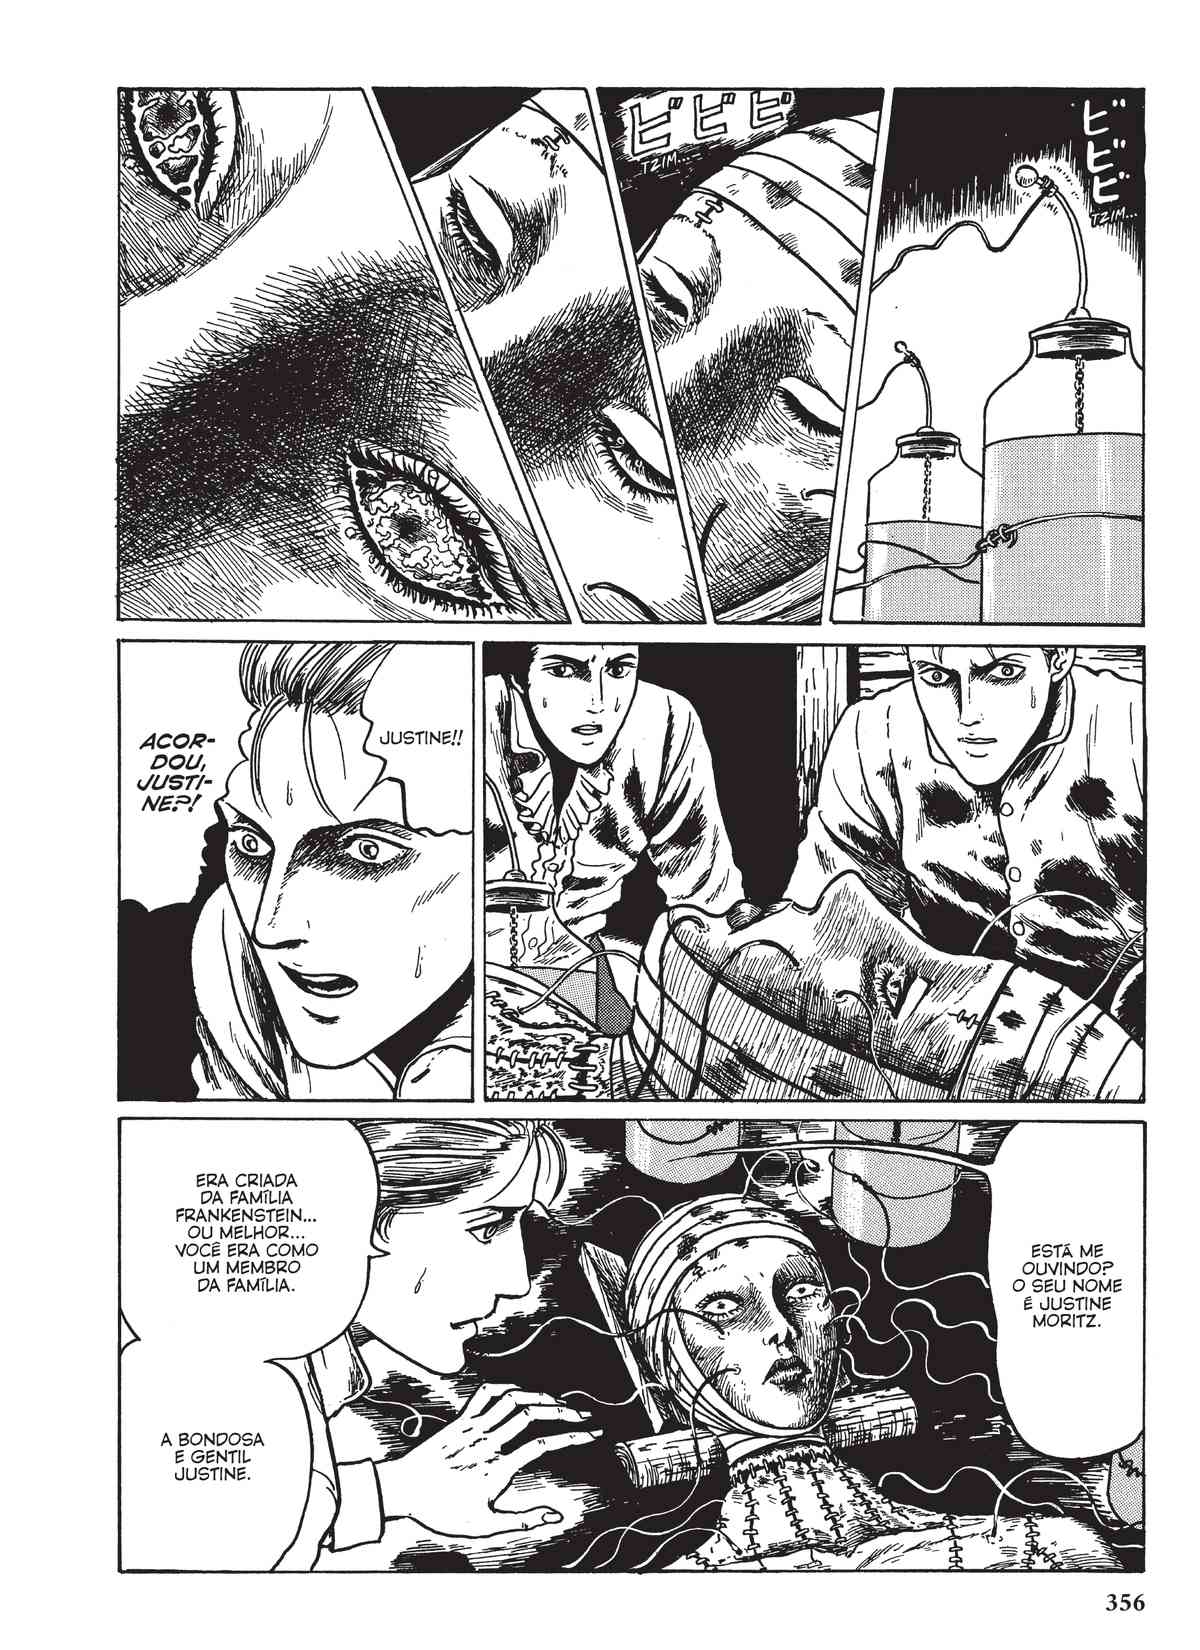 ビビビ
TZIM...
ビビビ
TZIM...
JUSTINE!!
ACOR-
DOU,
JUSTI-
NE?!
ESTÁ ME
OUVINDO?
O SEU NOME
É JUSTINE
MORITZ.
ERA CRIADA
DA FAMÍLIA
FRANKENSTEIN...
OU MELHOR...
VOCÊ ERA COMO
UM MEMBRO
DA FAMÍLIA.
A BONDOSA
E GENTIL
JUSTINE.
356